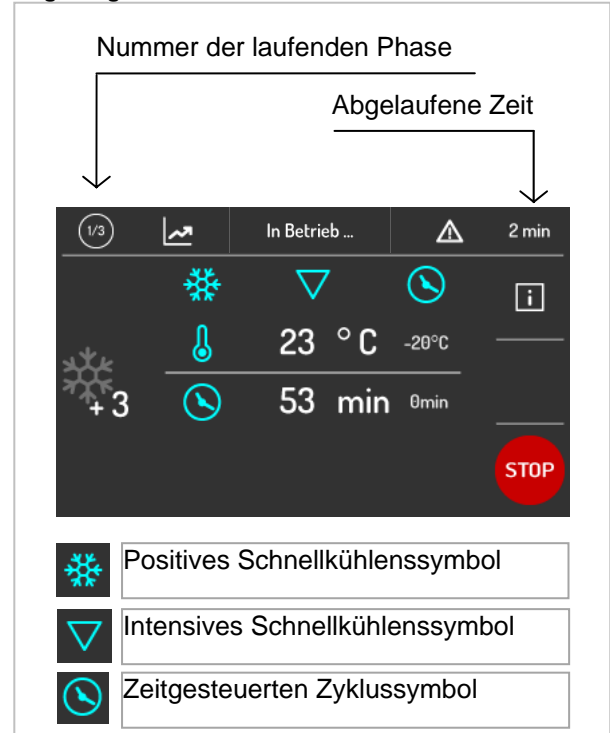 Nummer der laufenden Phase
Abgelaufene Zeit
1/3 In Betrieb ... 2 min
i
23 °C -20°C
+ 3
53 min 0min
STOP
Positives Schnellkühlenssymbol
Intensives Schnellkühlenssymbol
Zeitgesteuerten Zyklussymbol